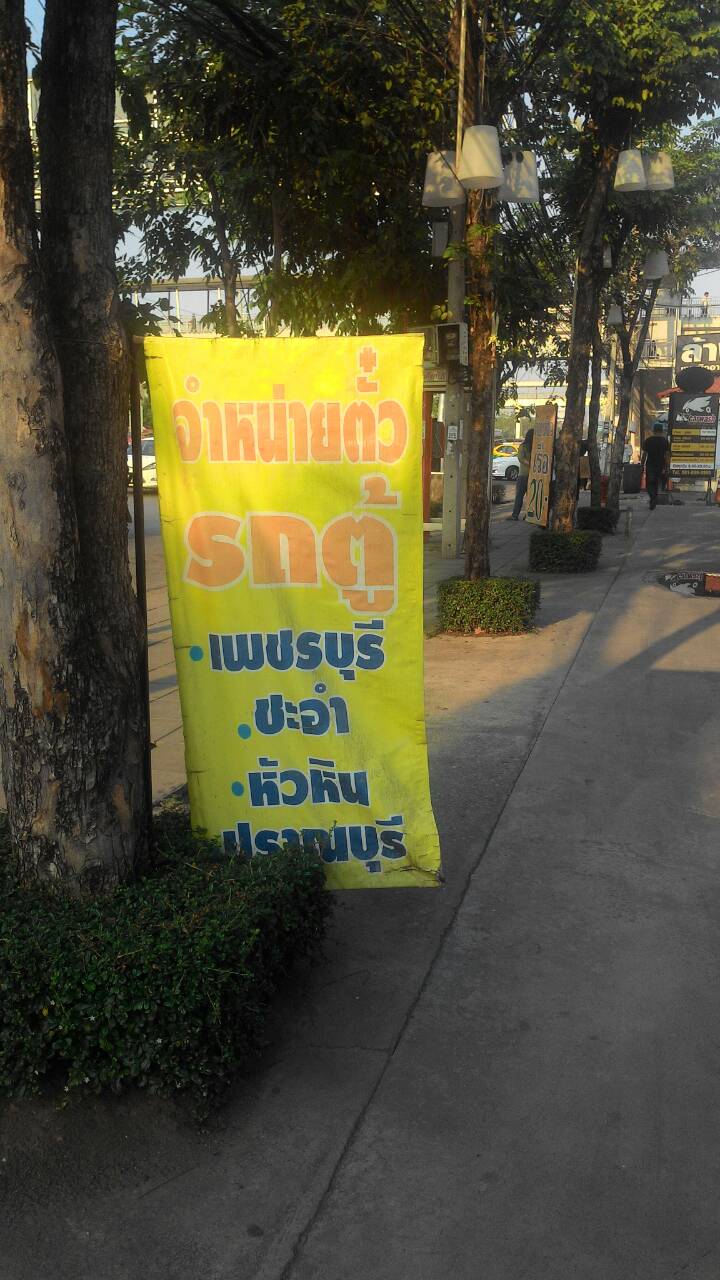 จำหน่ายตั๋ว
รถตู้
• เพชรบุรี
• ชะอำ
• หัวหิน
ปราณบุรี
20